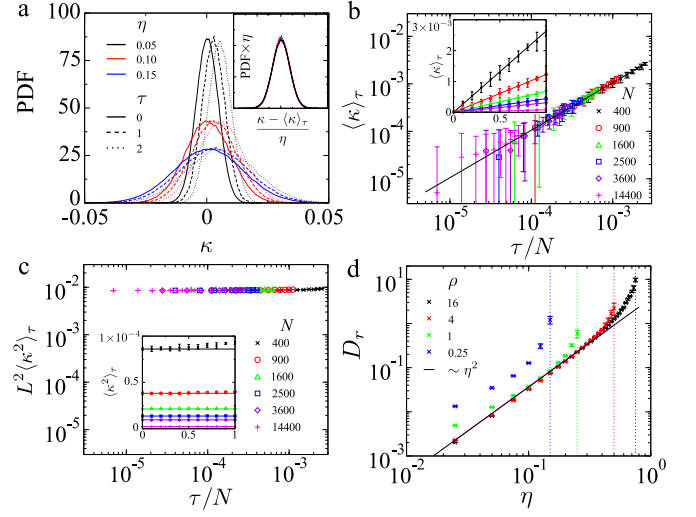 a
PDF
100
75
50
25
0
-0.05
0
0.05
κ
η
0.05
0.10
0.15
τ
0
1
2
PDF×η
κ − ⟨κ⟩τ
η
b
⟨κ⟩τ
10⁻²
10⁻³
10⁻⁴
10⁻⁵
10⁻⁵
10⁻⁴
10⁻³
τ/N
3×10⁻³
⟨κ⟩τ
2
1
0
0
0.5
N
400
900
1600
2500
3600
14400
c
L²⟨κ²⟩τ
10⁻¹
10⁻²
10⁻³
10⁻⁴
10⁻⁵
10⁻⁵
10⁻⁴
10⁻³
τ/N
1×10⁻⁴
⟨κ²⟩τ
0.5
0
0
0.5
1
N
400
900
1600
2500
3600
14400
d
Dr
10¹
10⁻¹
10⁻³
10⁻¹
10⁰
η
ρ
16
4
1
0.25
∼ η²